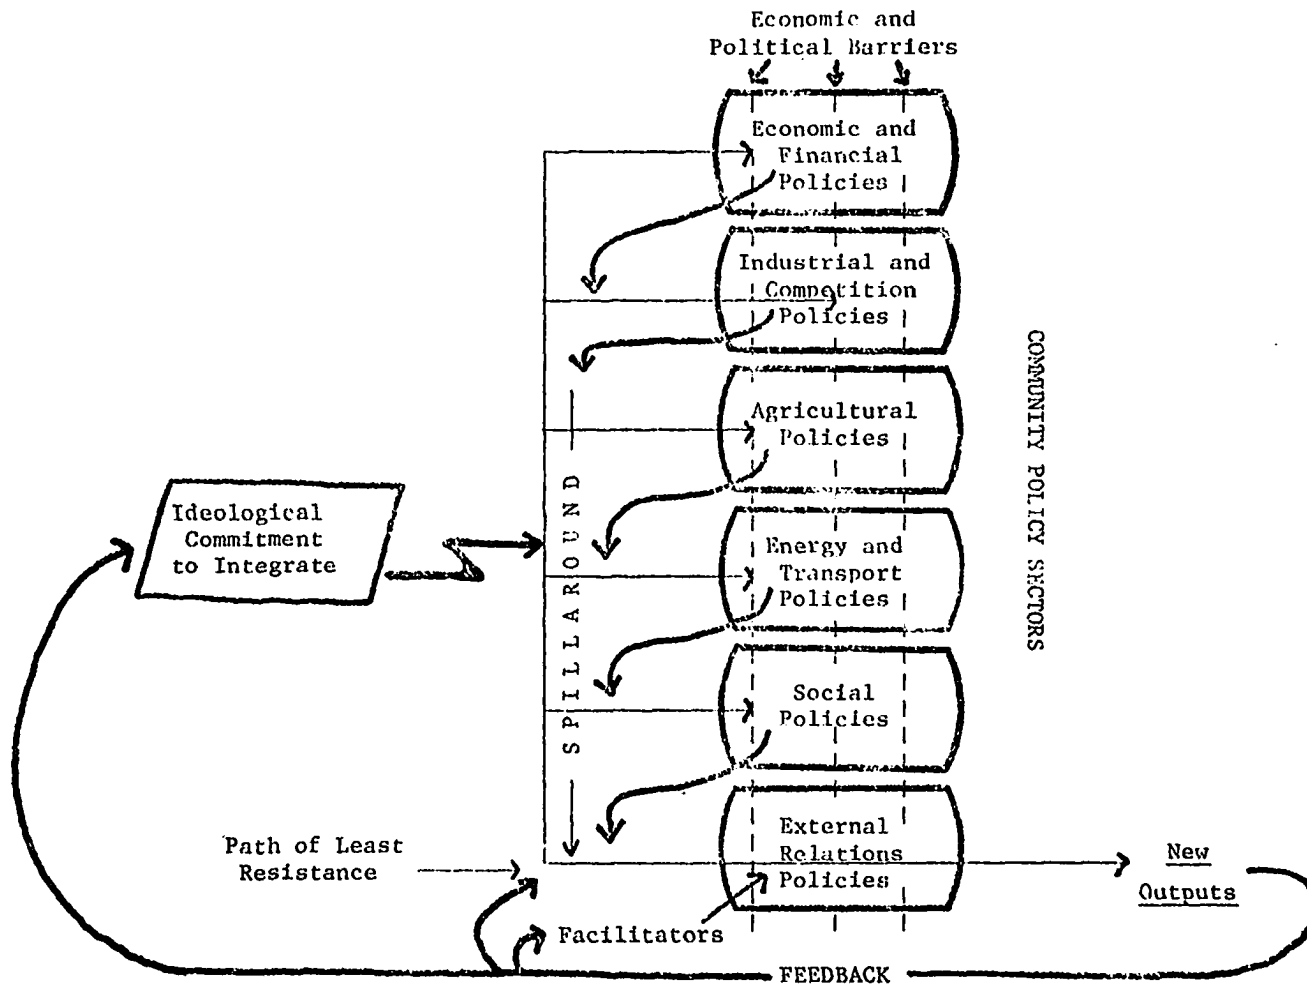 Economic and
Political Barriers
Economic and
Financial
Policies
Industrial and
Competition
Policies
Agricultural
Policies
Energy and
Transport
Policies
Social
Policies
External
Relations
Policies
COMMUNITY POLICY SECTORS
SPILLAROUND
Ideological
Commitment
to Integrate
Path of Least
Resistance
Facilitators
New
Outputs
FEEDBACK